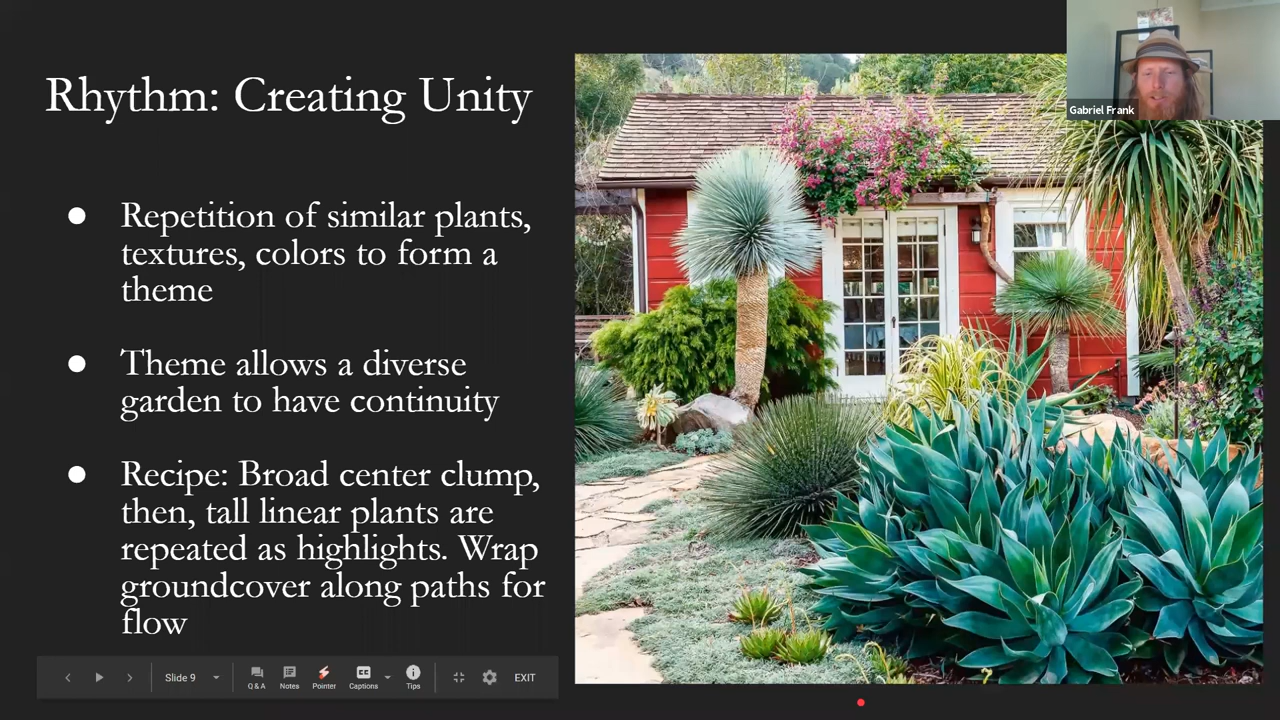 Rhythm: Creating Unity
Gabriel Frank
● Repetition of similar plants,
textures, colors to form a
theme
● Theme allows a diverse
garden to have continuity
● Recipe: Broad center clump,
then, tall linear plants are
repeated as highlights. Wrap
groundcover along paths for
flow
Slide 9
Q & A
Notes
Pointer
CC
Captions
Tips
EXIT